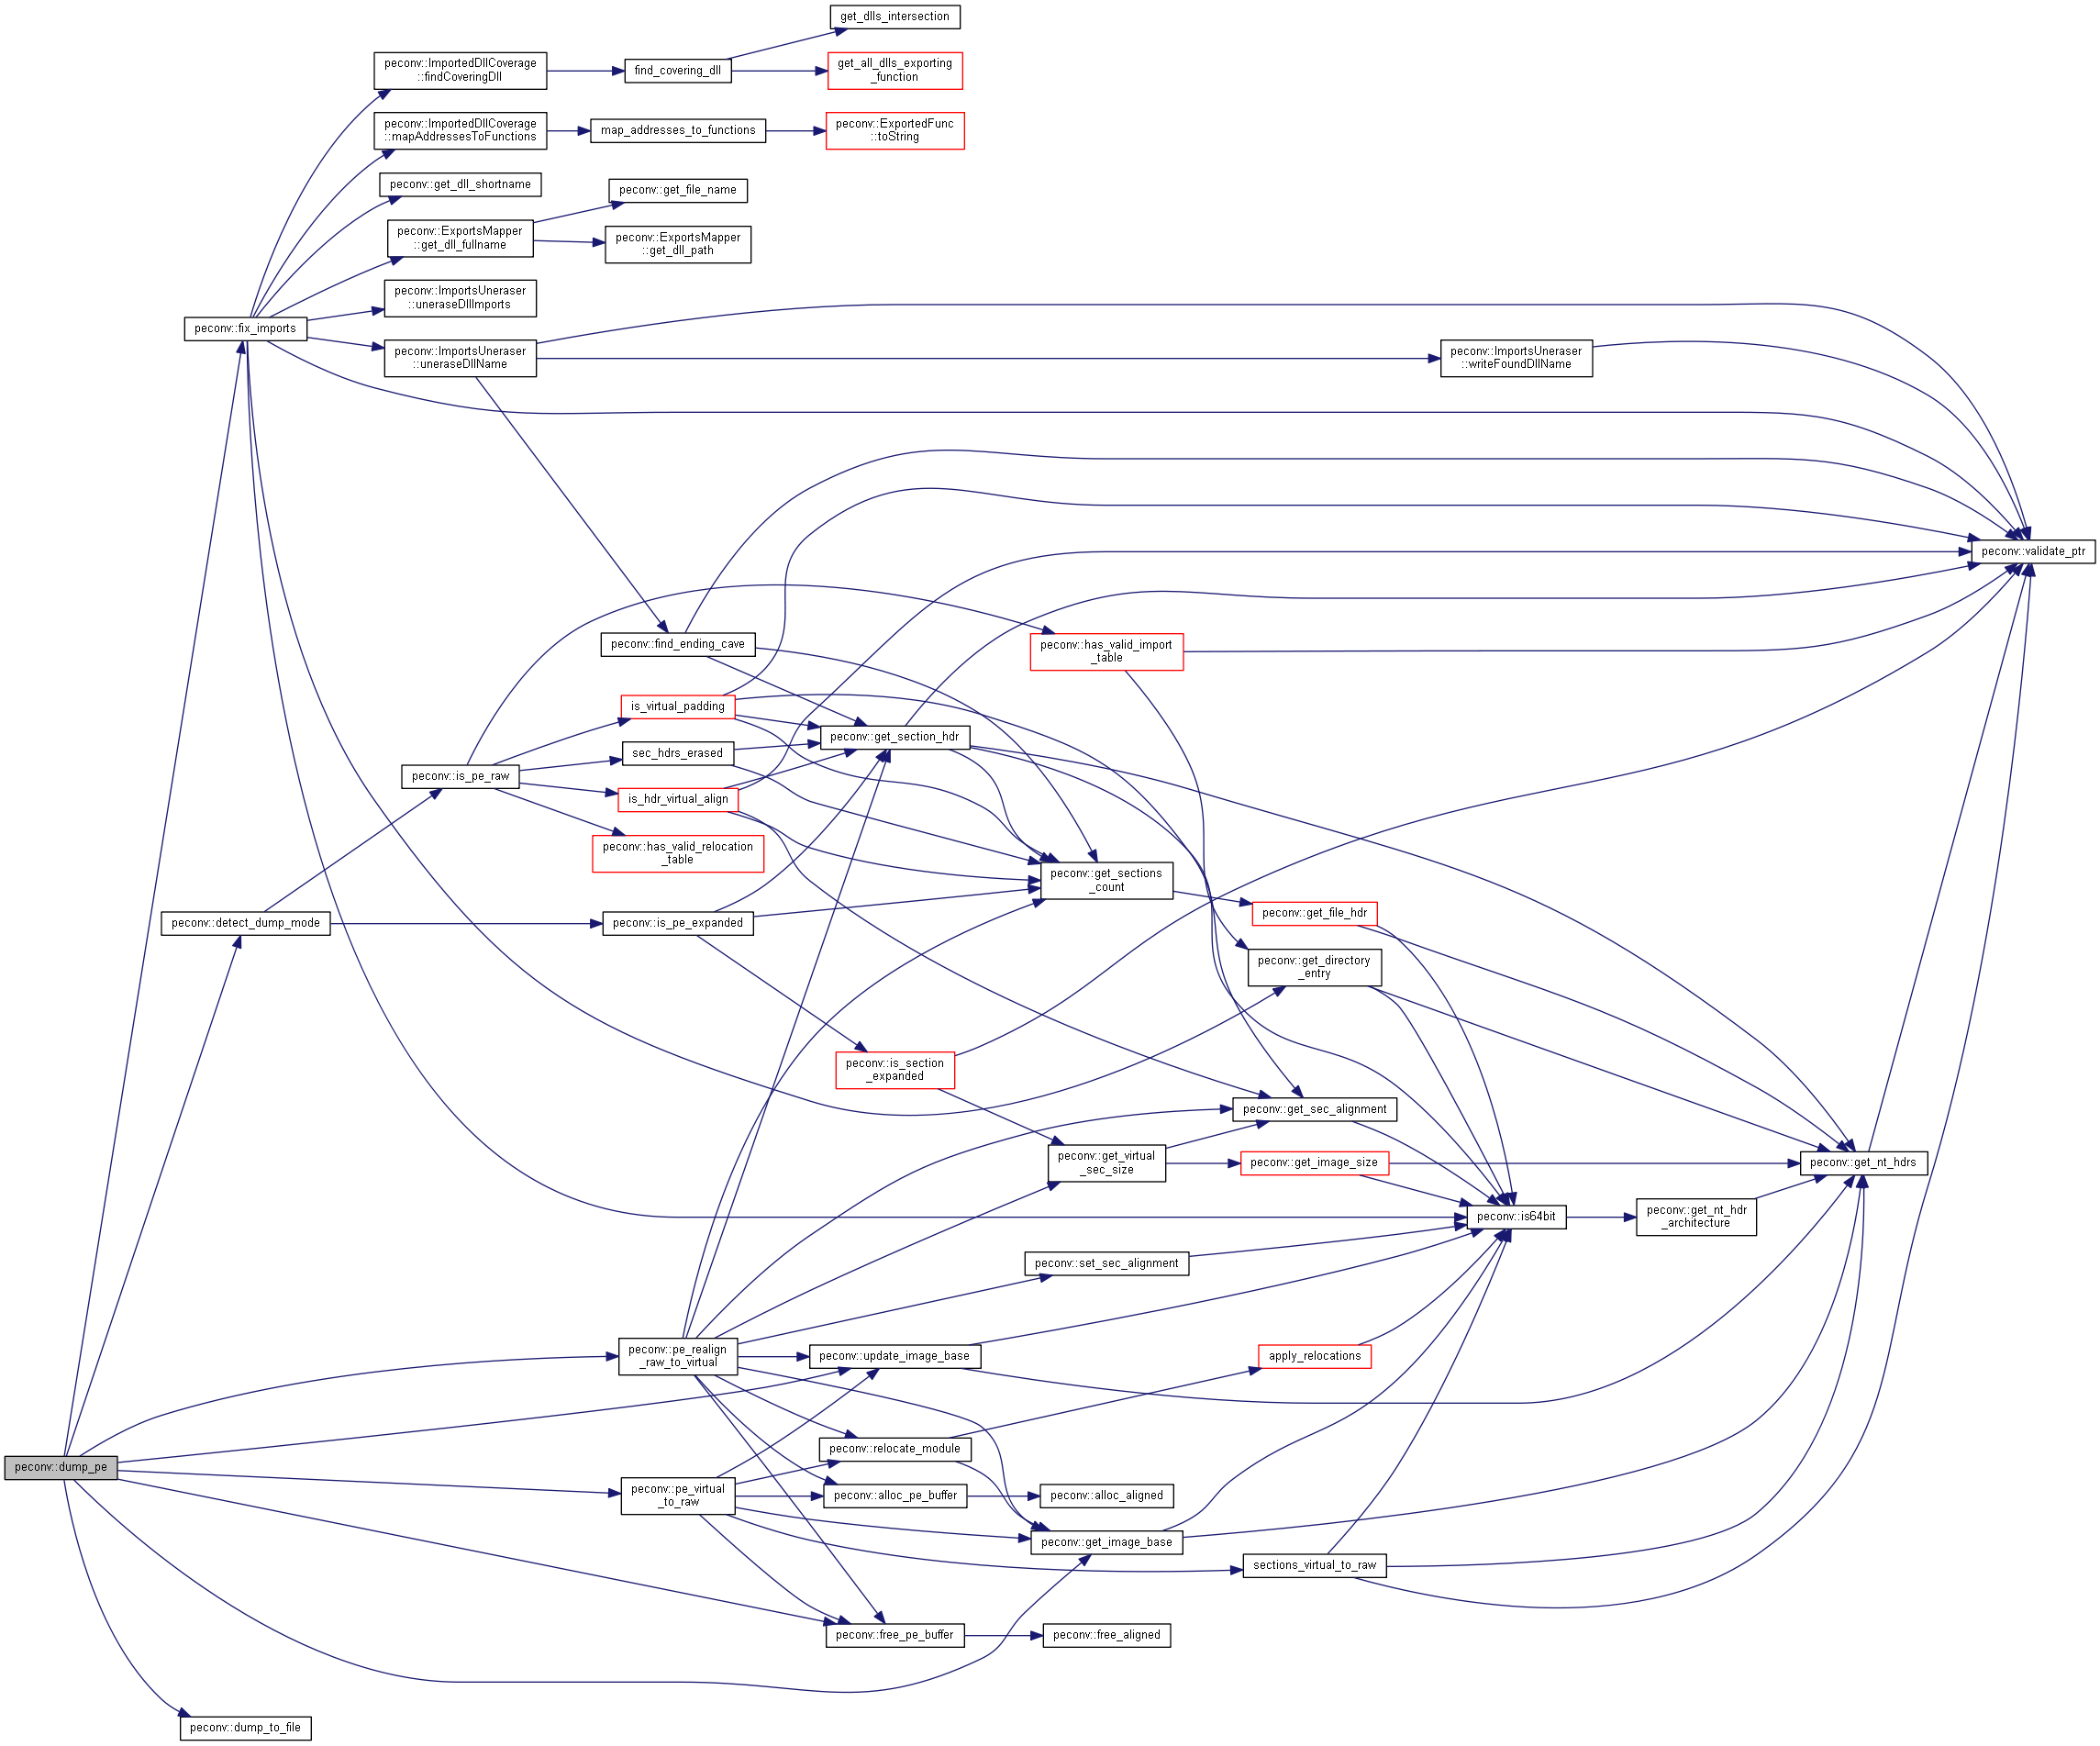 get_dlls_intersection
peconv::ImportedDllCoverage
::findCoveringDll
find_covering_dll
get_all_dlls_exporting
_function
peconv::ImportedDllCoverage
::mapAddressesToFunctions
map_addresses_to_functions
peconv::ExportedFunc
::toString
peconv::get_dll_shortname
peconv::get_file_name
peconv::ExportsMapper
::get_dll_fullname
peconv::ExportsMapper
::get_dll_path
peconv::ImportsUneraser
::uneraseDllImports
peconv::fix_imports
peconv::ImportsUneraser
::uneraseDllName
peconv::ImportsUneraser
::writeFoundDllName
peconv::validate_ptr
peconv::find_ending_cave
peconv::has_valid_import
_table
is_virtual_padding
peconv::get_section_hdr
sec_hdrs_erased
peconv::is_pe_raw
is_hdr_virtual_align
peconv::has_valid_relocation
_table
peconv::get_sections
_count
peconv::get_file_hdr
peconv::detect_dump_mode
peconv::is_pe_expanded
peconv::get_directory
_entry
peconv::is_section
_expanded
peconv::get_sec_alignment
peconv::get_virtual
_sec_size
peconv::get_image_size
peconv::get_nt_hdrs
peconv::is64bit
peconv::get_nt_hdr
_architecture
peconv::set_sec_alignment
peconv::pe_realign
_raw_to_virtual
peconv::update_image_base
apply_relocations
peconv::relocate_module
peconv::dump_pe
peconv::pe_virtual
_to_raw
peconv::alloc_pe_buffer
peconv::alloc_aligned
peconv::get_image_base
sections_virtual_to_raw
peconv::free_pe_buffer
peconv::free_aligned
peconv::dump_to_file